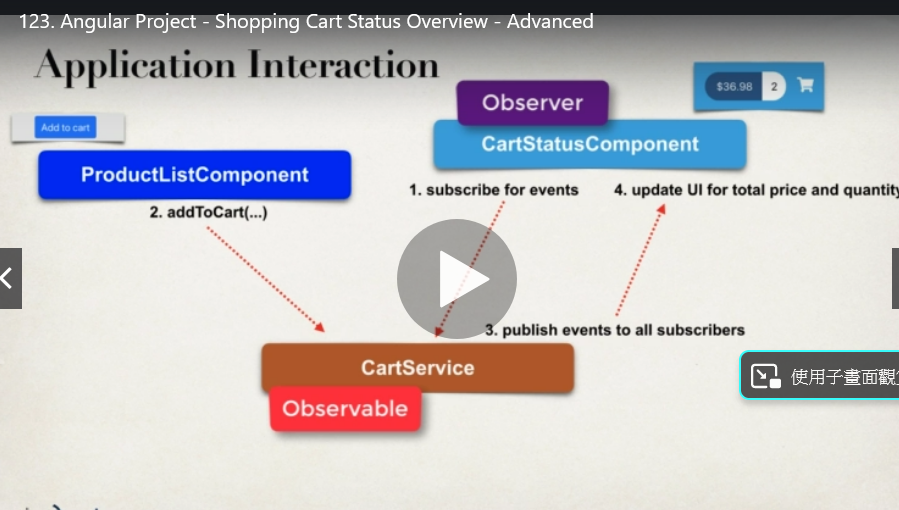 123. Angular Project - Shopping Cart Status Overview - Advanced
Application Interaction
$36.98 2
Observer
Add to cart
CartStatusComponent
ProductListComponent
1. subscribe for events
4. update UI for total price and quantity
2. addToCart(...)
3. publish events to all subscribers
CartService
使用子畫面觀
Observable